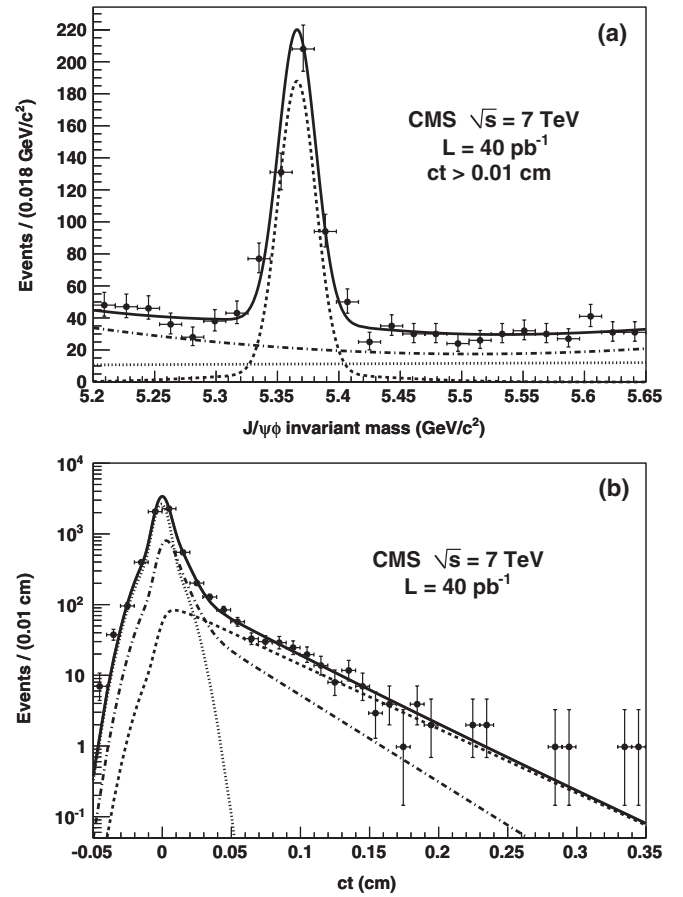 (a)
CMS √s = 7 TeV
L = 40 pb⁻¹
ct > 0.01 cm
Events / (0.018 GeV/c²)
220
200
180
160
140
120
100
80
60
40
20
0
5.2 5.25 5.3 5.35 5.4 5.45 5.5 5.55 5.6 5.65
J/ψφ invariant mass (GeV/c²)
(b)
CMS √s = 7 TeV
L = 40 pb⁻¹
Events / (0.01 cm)
10⁴
10³
10²
10
1
10⁻¹
-0.05 0 0.05 0.1 0.15 0.2 0.25 0.3 0.35
ct (cm)